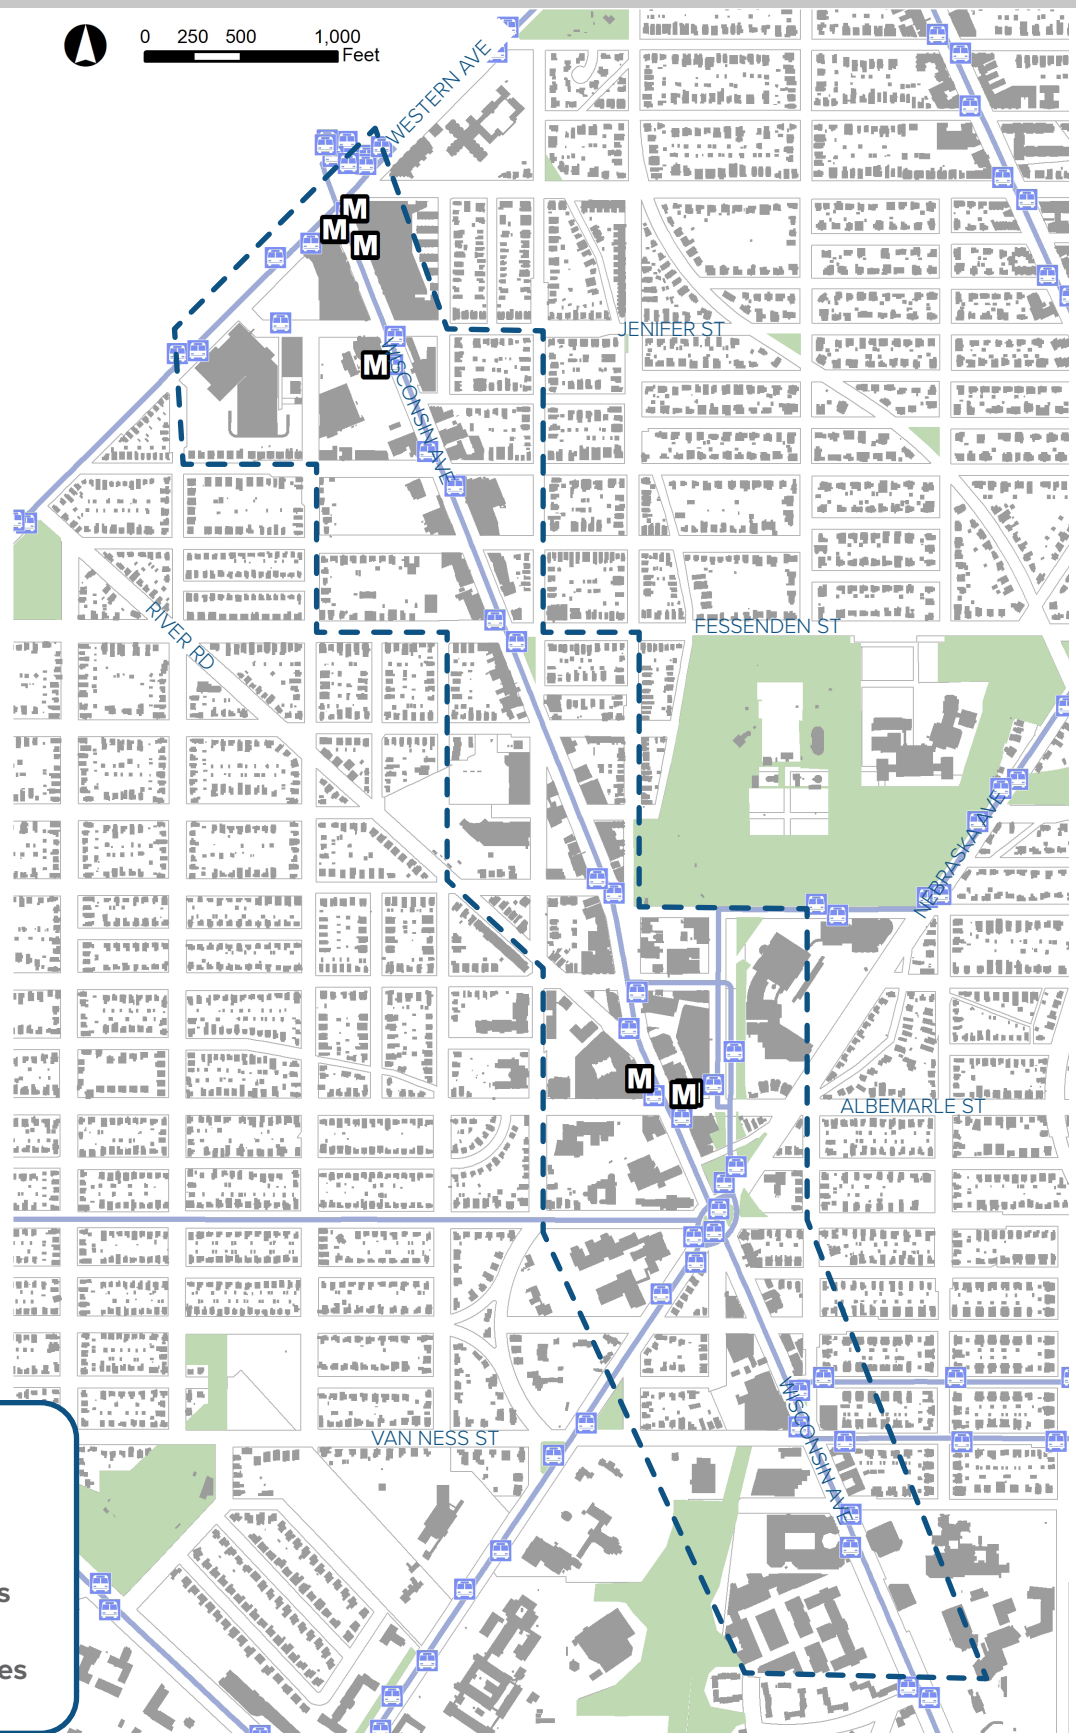 0 250 500 1,000
Feet
WESTERN AVE
M
M
M
JENIFER ST
M
WISCONSIN AVE
RIVER RD
FESSENDEN ST
NEBRASKA AVE
M
M
ALBEMARLE ST
WISCONSIN AVE
VAN NESS ST
s
es